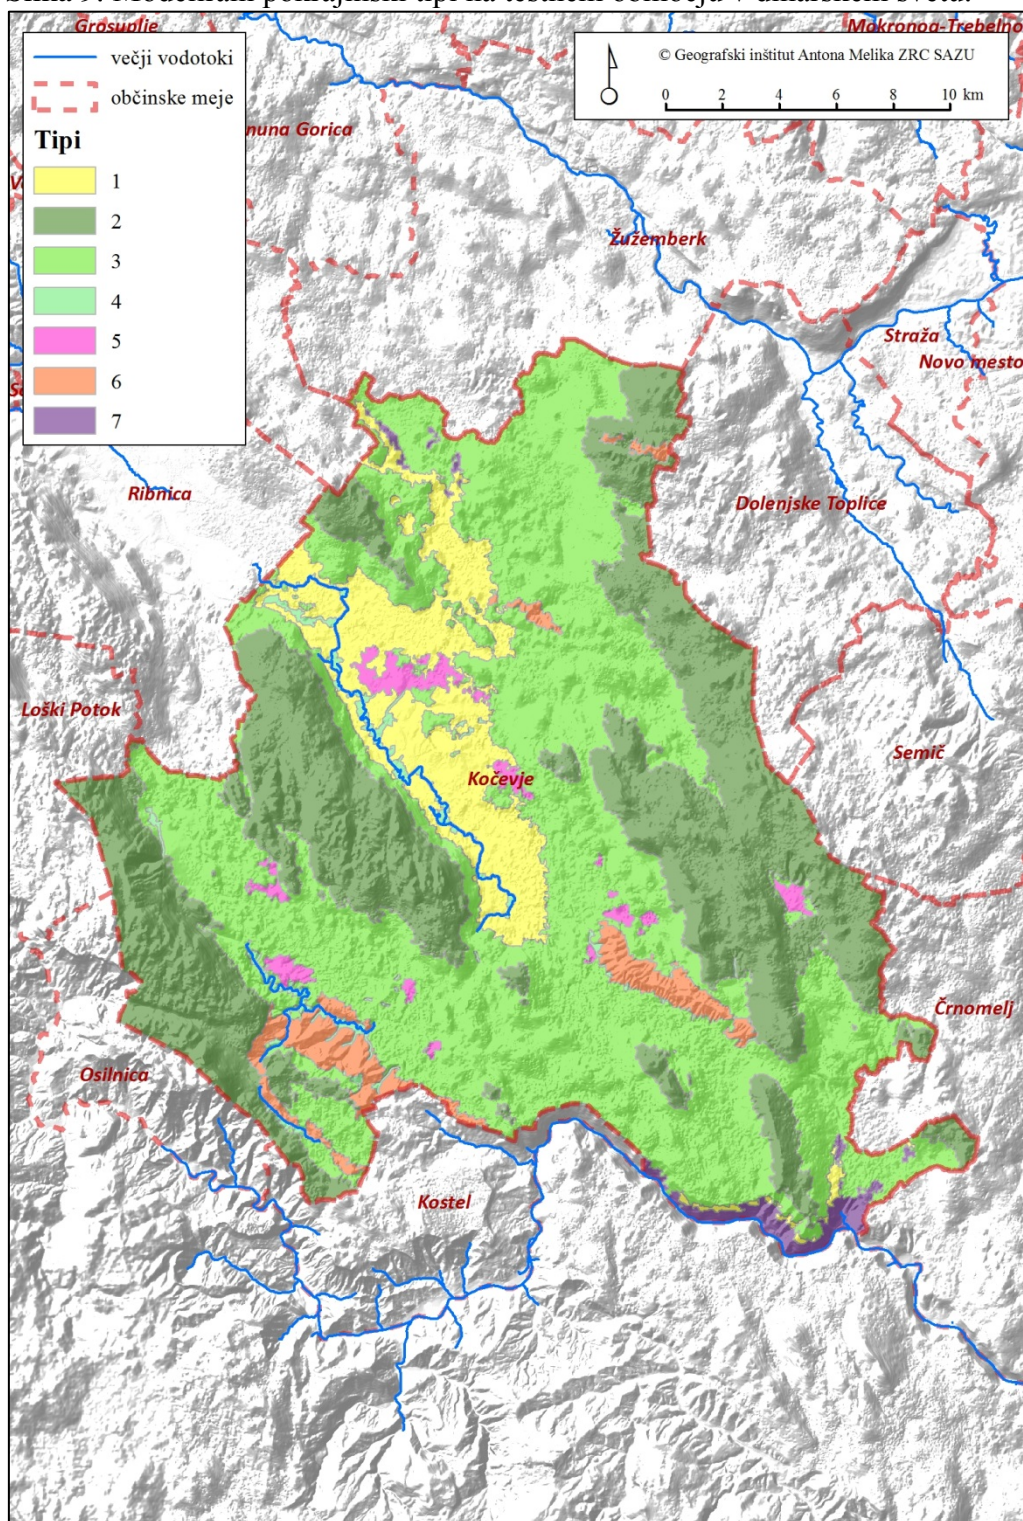 Grosuplje
Mokronog-Trebelno
večji vodotoki
občinske meje
Tipi
1
2
3
4
5
6
7
© Geografski inštitut Antona Melika ZRC SAZU
0 2 4 6 8 10 km
Gorica
Žužemberk
Straža
Novo mesto
Ribnica
Dolenjske Toplice
Loški Potok
Semič
Kočevje
Črnomelj
Osilnica
Kostel